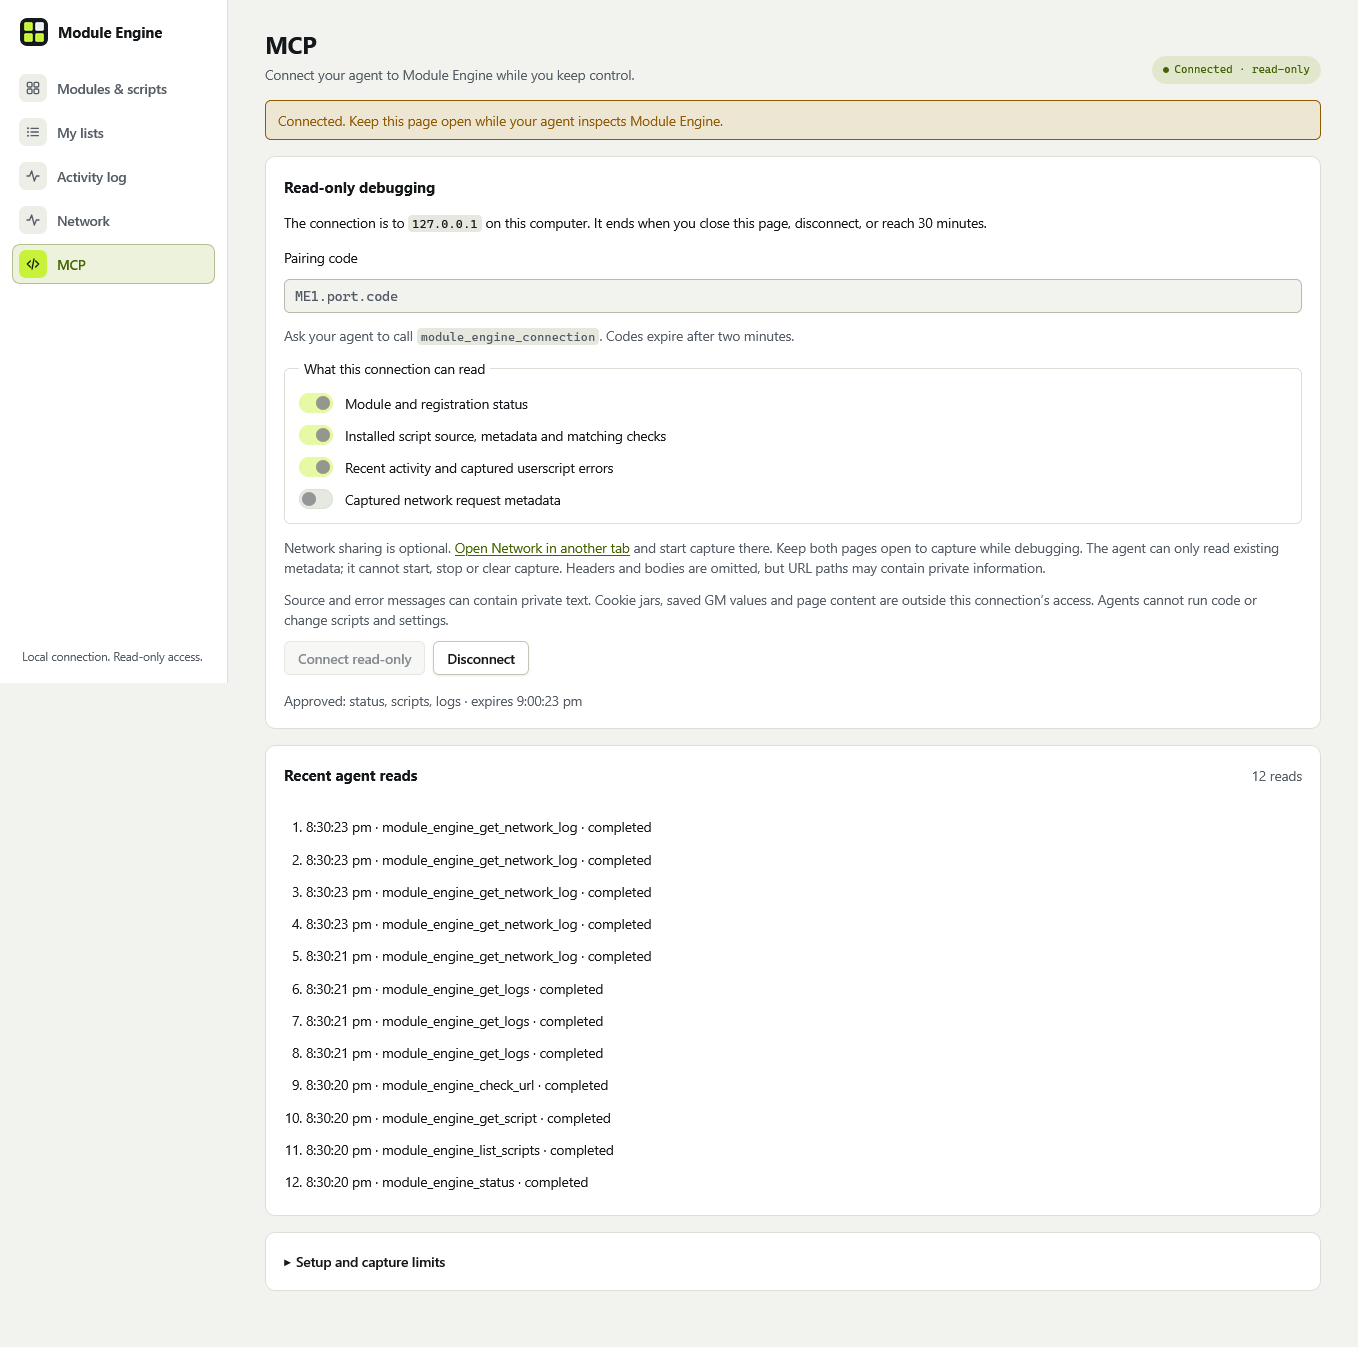 Module Engine
Modules & scripts
My lists
Activity log
Network
MCP
Local connection. Read-only access.
MCP
Connect your agent to Module Engine while you keep control.
● Connected · read-only
Connected. Keep this page open while your agent inspects Module Engine.
Read-only debugging
The connection is to 127.0.0.1 on this computer. It ends when you close this page, disconnect, or reach 30 minutes.
Pairing code
ME1.port.code
Ask your agent to call module_engine_connection. Codes expire after two minutes.
What this connection can read
Module and registration status
Installed script source, metadata and matching checks
Recent activity and captured userscript errors
Captured network request metadata
Network sharing is optional. Open Network in another tab and start capture there. Keep both pages open to capture while debugging. The agent can only read existing
metadata; it cannot start, stop or clear capture. Headers and bodies are omitted, but URL paths may contain private information.
Source and error messages can contain private text. Cookie jars, saved GM values and page content are outside this connection's access. Agents cannot run code or
change scripts and settings.
Connect read-only
Disconnect
Approved: status, scripts, logs · expires 9:00:23 pm
Recent agent reads
12 reads
1. 8:30:23 pm · module_engine_get_network_log · completed
2. 8:30:23 pm · module_engine_get_network_log · completed
3. 8:30:23 pm · module_engine_get_network_log · completed
4. 8:30:23 pm · module_engine_get_network_log · completed
5. 8:30:21 pm · module_engine_get_network_log · completed
6. 8:30:21 pm · module_engine_get_logs · completed
7. 8:30:21 pm · module_engine_get_logs · completed
8. 8:30:21 pm · module_engine_get_logs · completed
9. 8:30:20 pm · module_engine_check_url · completed
10. 8:30:20 pm · module_engine_get_script · completed
11. 8:30:20 pm · module_engine_list_scripts · completed
12. 8:30:20 pm · module_engine_status · completed
▸ Setup and capture limits